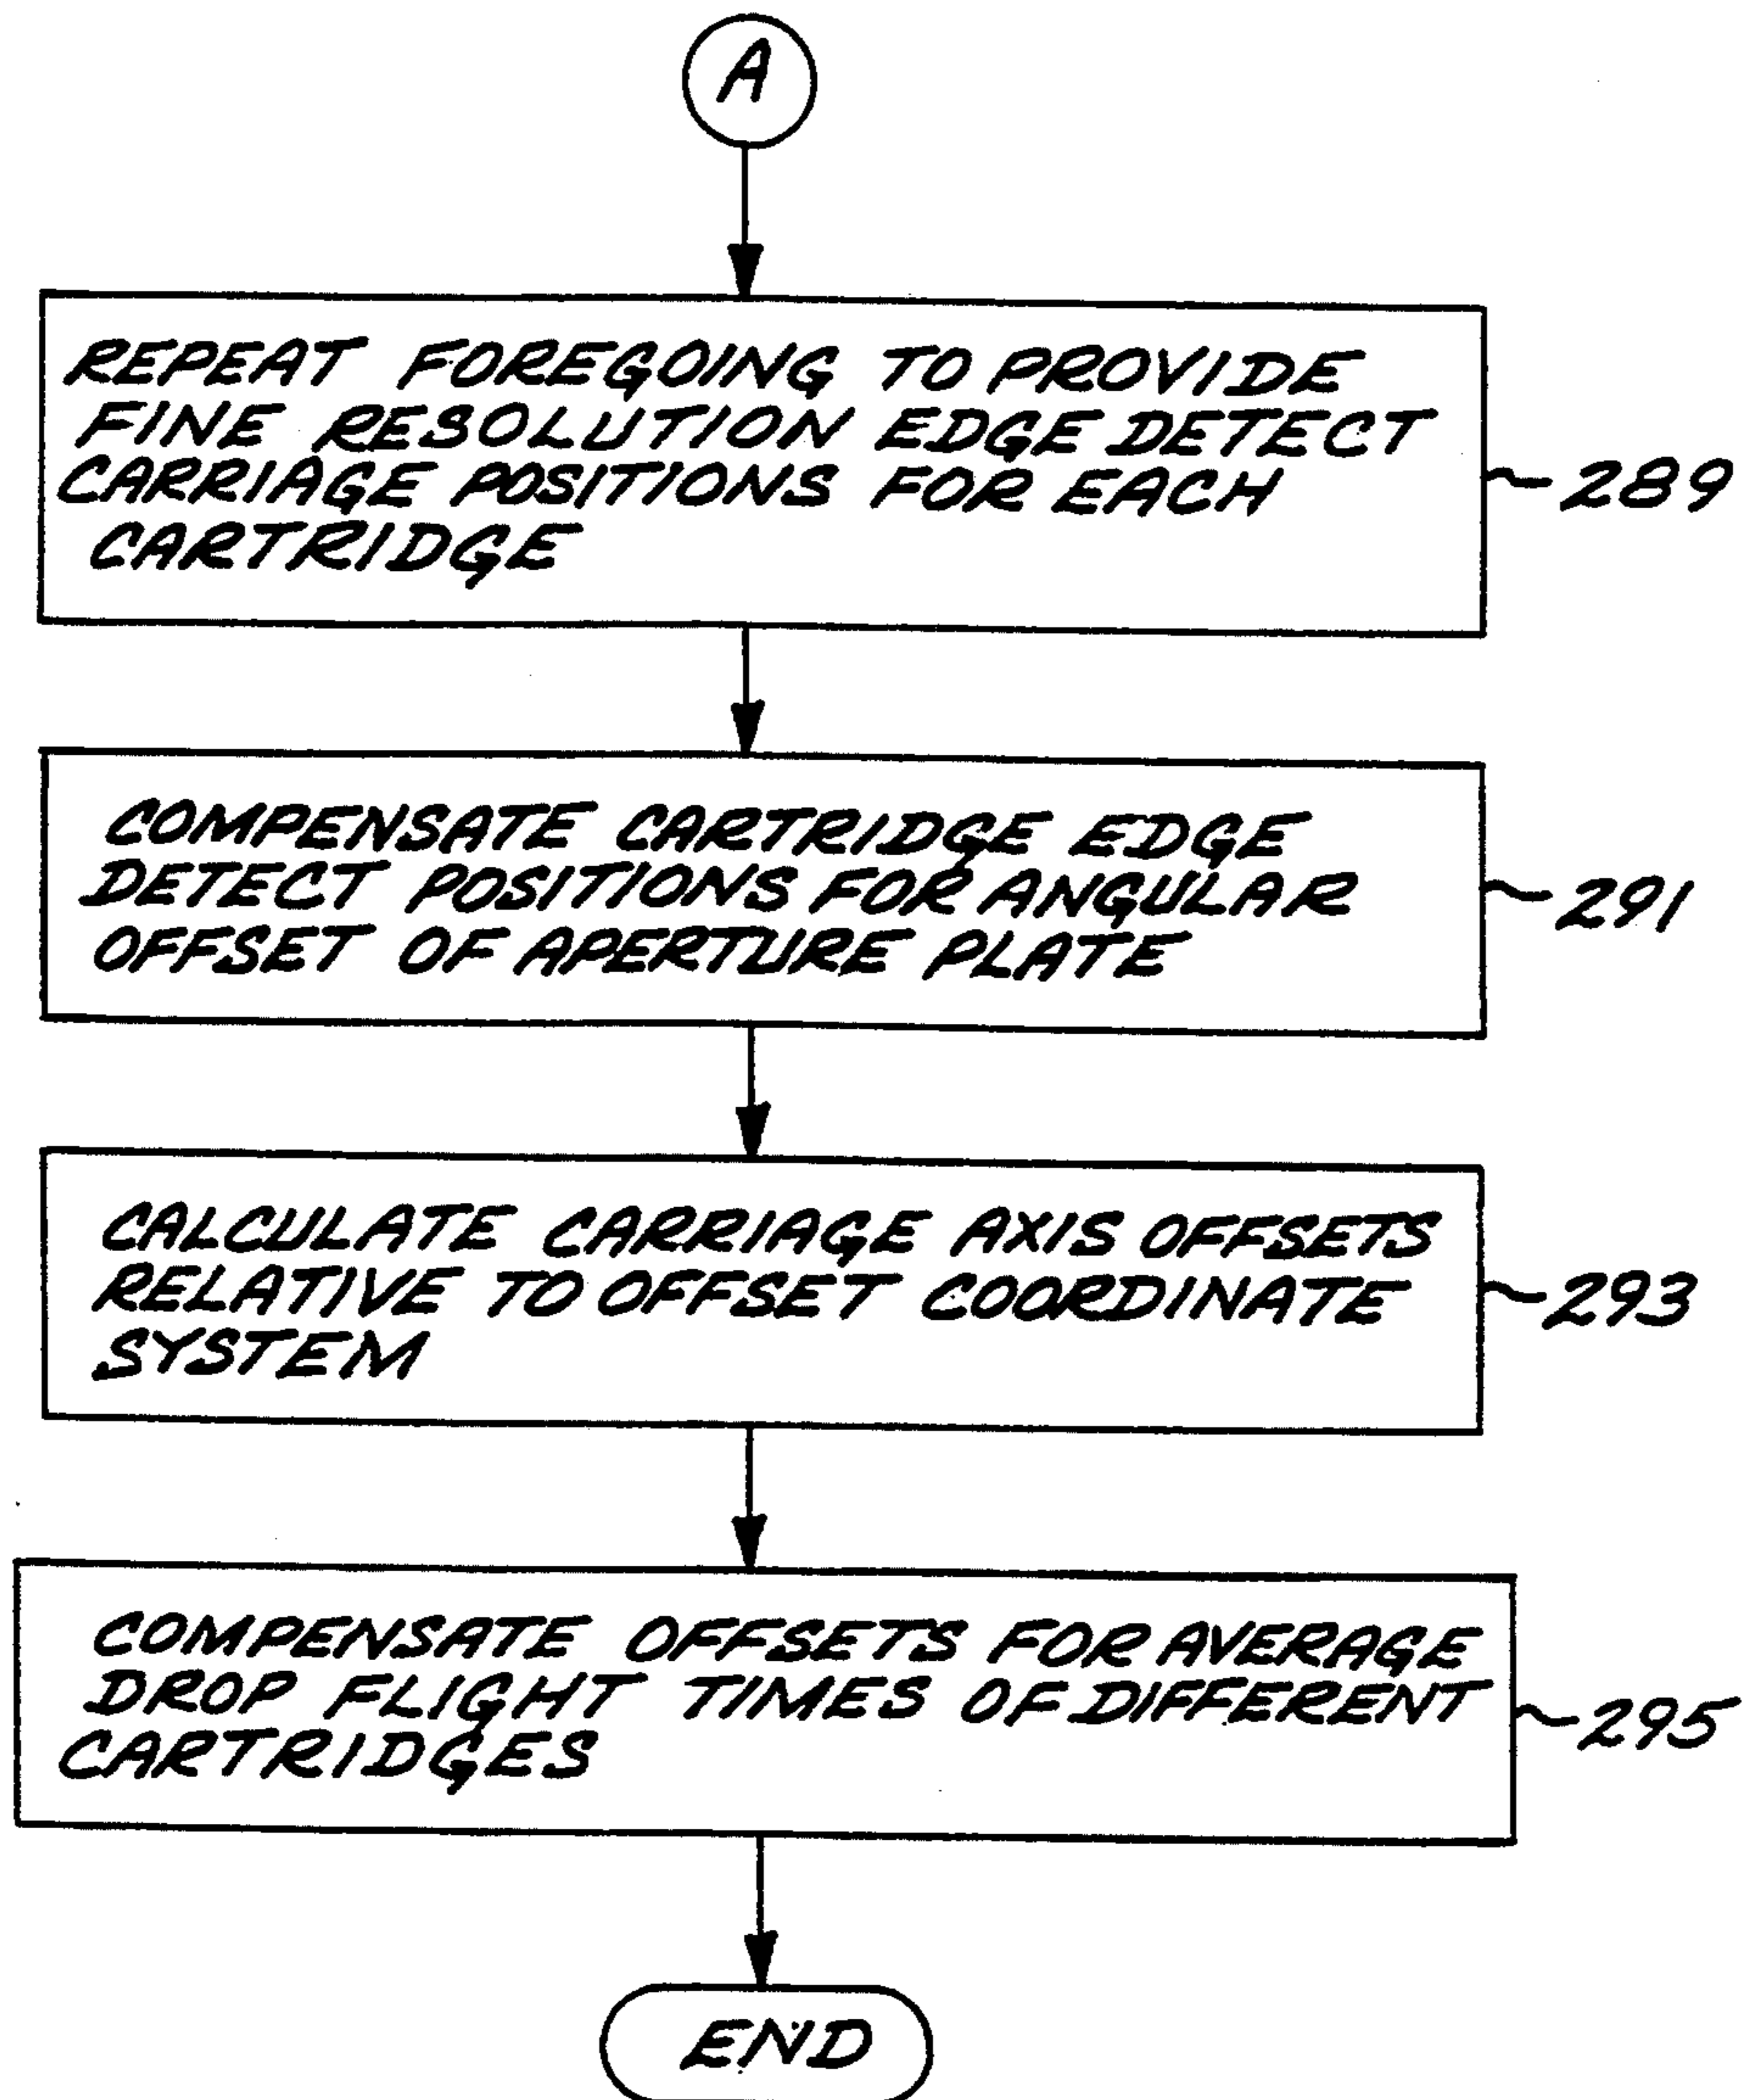 A
REPEAT FOREGOING TO PROVIDE
FINE RESOLUTION EDGE DETECT
CARRIAGE POSITIONS FOR EACH
CARTRIDGE
289
COMPENSATE CARTRIDGE EDGE
DETECT POSITIONS FOR ANGULAR
OFFSET OF APERTURE PLATE
291
CALCULATE CARRIAGE AXIS OFFSETS
RELATIVE TO OFFSET COORDINATE
SYSTEM
293
COMPENSATE OFFSETS FOR AVERAGE
DROP FLIGHT TIMES OF DIFFERENT
CARTRIDGES
295
END